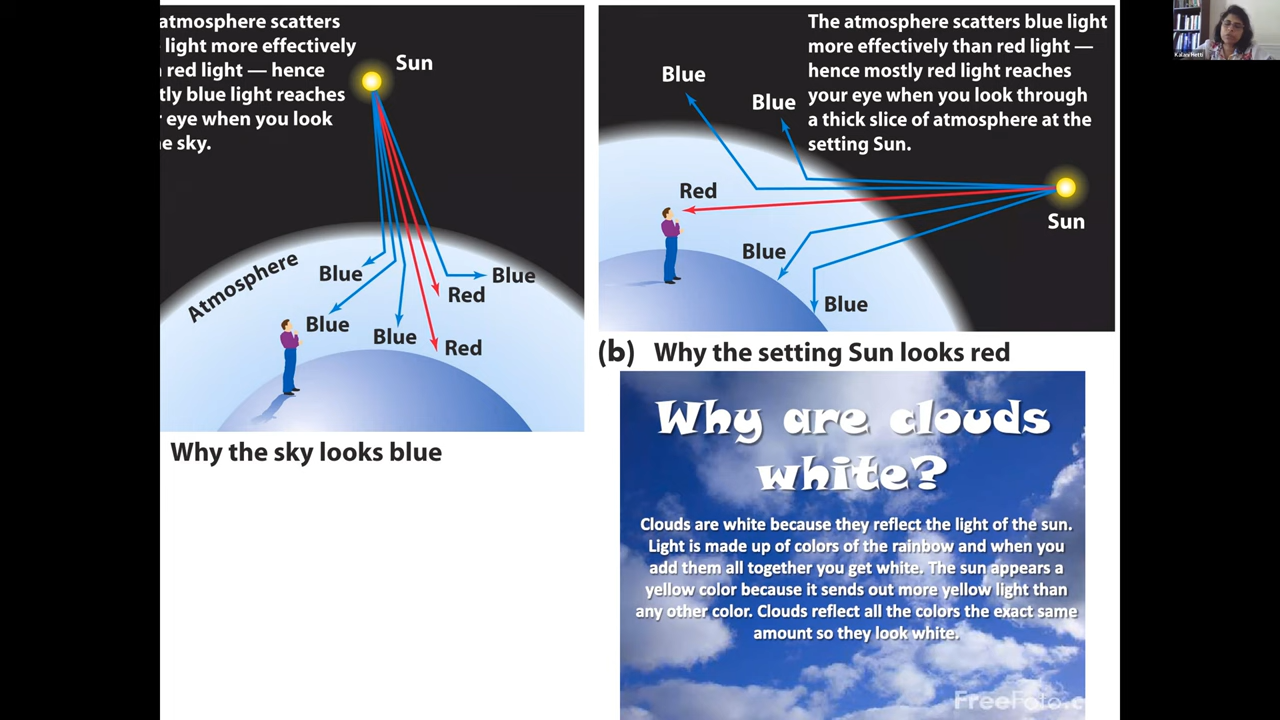 atmosphere scatters
light more effectively
red light — hence
tly blue light reaches
r eye when you look
e sky.
Sun
Atmosphere
Blue
Blue
Blue
Blue
Red
Red
Why the sky looks blue
The atmosphere scatters blue light
more effectively than red light —
hence mostly red light reaches
your eye when you look through
a thick slice of atmosphere at the
setting Sun.
Blue
Blue
Red
Sun
Blue
Blue
(b) Why the setting Sun looks red
Why are clouds
white?
Clouds are white because they reflect the light of the sun.
Light is made up of colors of the rainbow and when you
add them all together you get white. The sun appears a
yellow color because it sends out more yellow light than
any other color. Clouds reflect all the colors the exact same
amount so they look white.
FreeFoto.c
Kalani Hetti